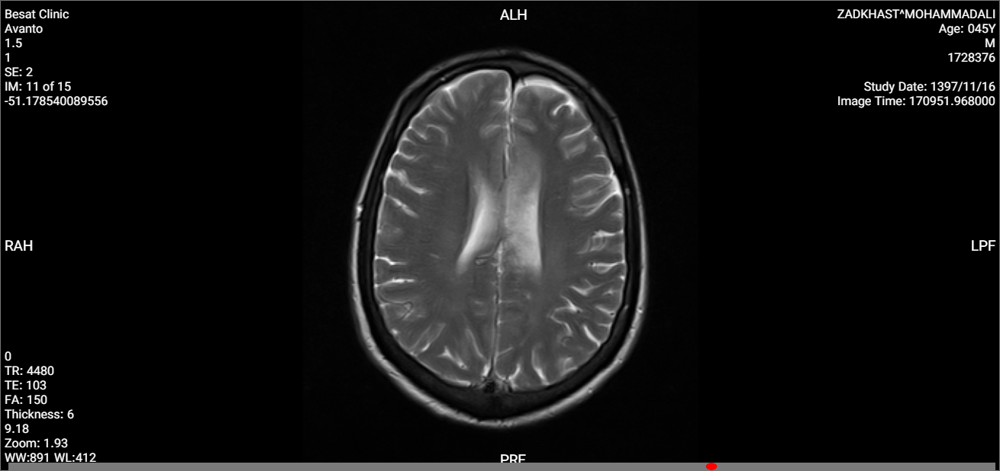 Besat Clinic
Avanto
1.5
1
SE: 2
IM: 11 of 15
-51.178540089556
ALH
ZADKHAST^MOHAMMADALI
Age: 045Y
M
1728376
Study Date: 1397/11/16
Image Time: 170951.968000
RAH
LPF
0
TR: 4480
TE: 103
FA: 150
Thickness: 6
9.18
Zoom: 1.93
WW:891 WL:412
PRF